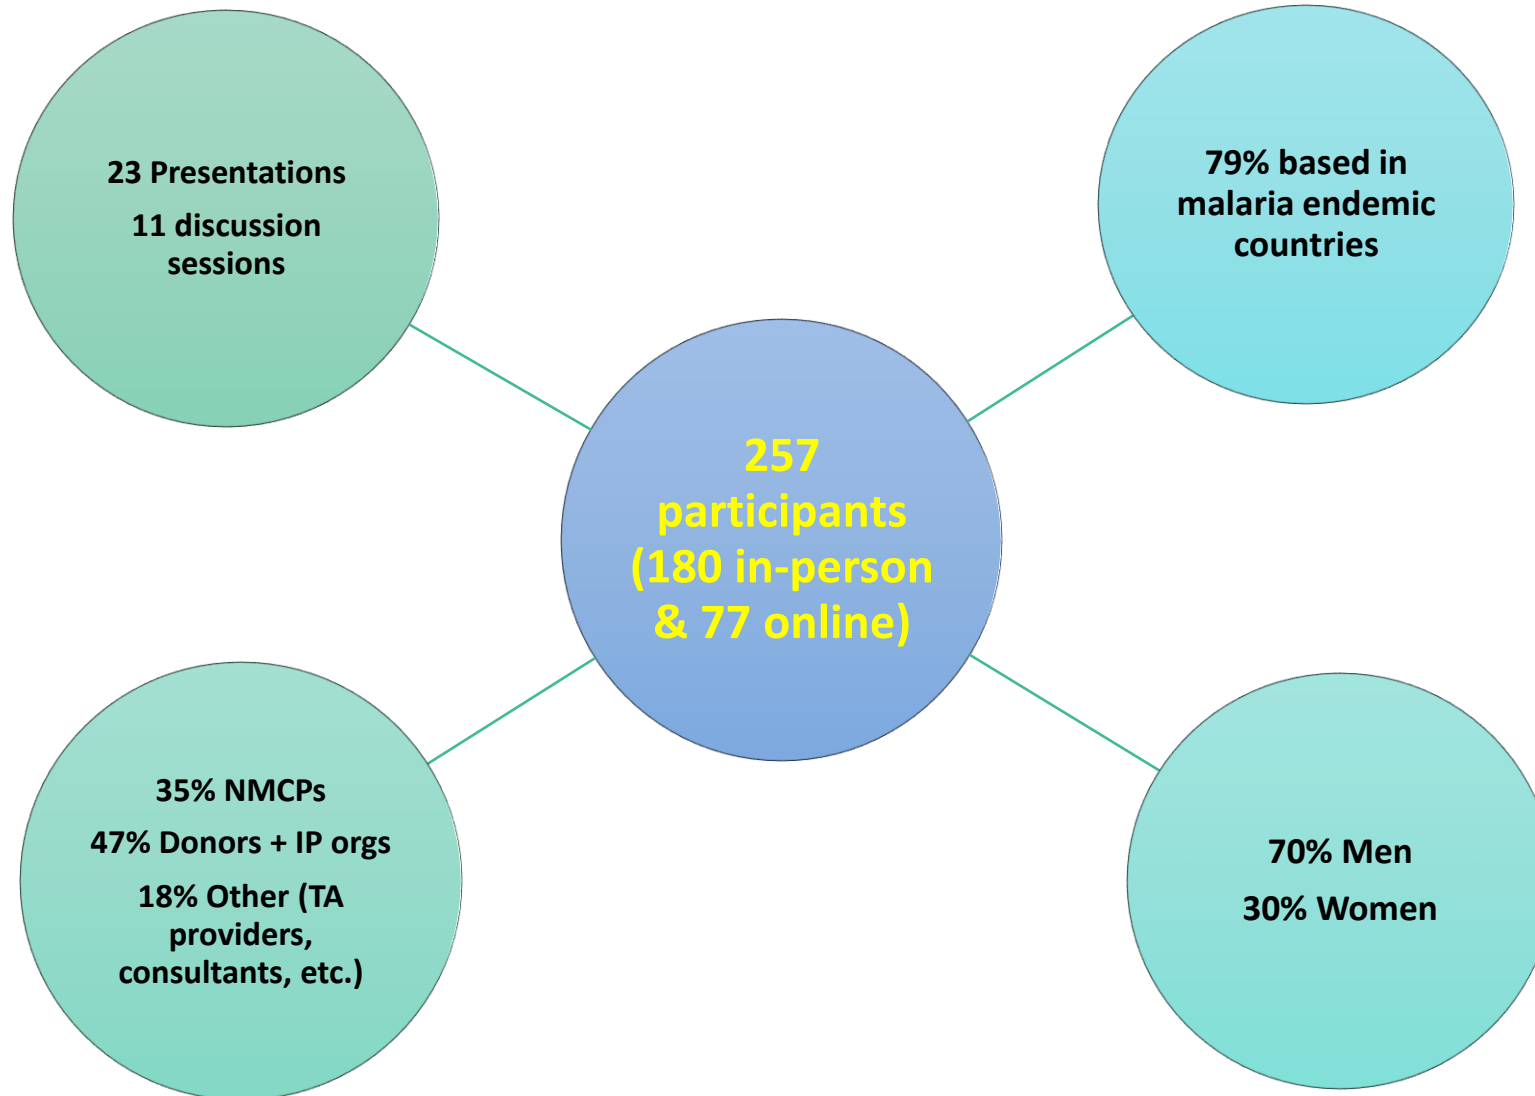 23 Presentations
11 discussion
sessions
79% based in
malaria endemic
countries
257
participants
(180 in-person
& 77 online)
35% NMCPs
47% Donors + IP orgs
18% Other (TA
providers,
consultants, etc.)
70% Men
30% Women